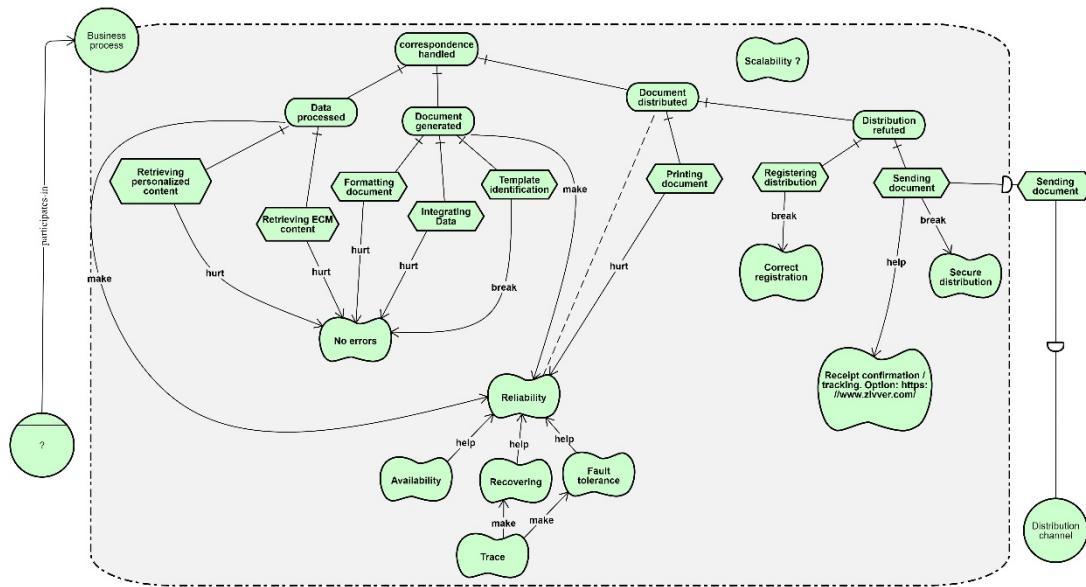 Business
process
correspondence
handled
Scalability ?
Data
processed
Document
generated
Document
distributed
Distribution
refuted
participates-in
Retrieving
personalized
content
Retrieving ECM
content
Formatting
document
Integrating
Data
Template
identification
make
Printing
document
Registering
distribution
Sending
document
Sending
document
break
break
Correct
registration
Secure
distribution
help
make
hurt
hurt
hurt
hurt
break
hurt
No errors
Receipt confirmation /
tracking. Option: https:
//www.zivver.com/
Reliability
?
help
help
help
Availability
Recovering
Fault
tolerance
make
make
Trace
Distribution
channel